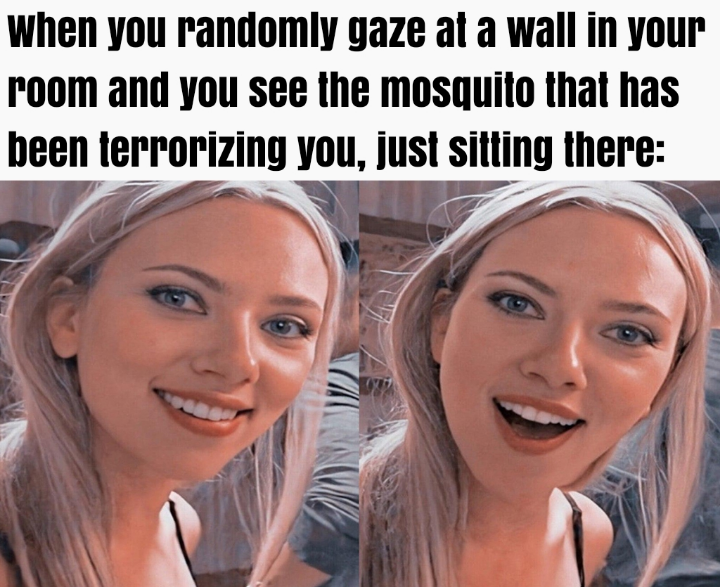 When you randomly gaze at a wall in your
room and you see the mosquito that has
been terrorizing you, just sitting there: